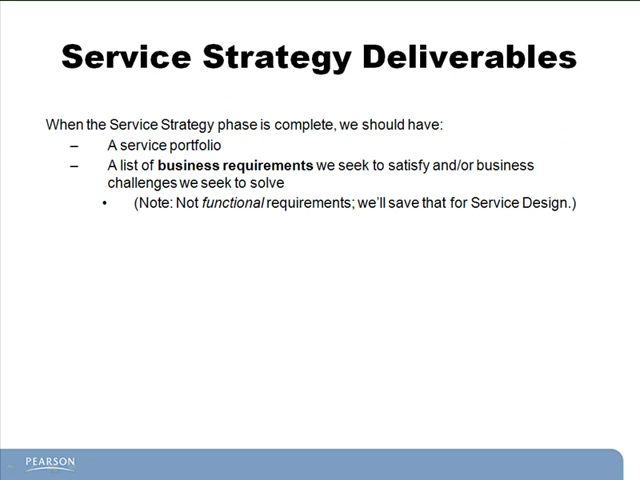 Service Strategy Deliverables
When the Service Strategy phase is complete, we should have:
– A service portfolio
– A list of business requirements we seek to satisfy and/or business
challenges we seek to solve
• (Note: Not functional requirements; we'll save that for Service Design.)
PEARSON